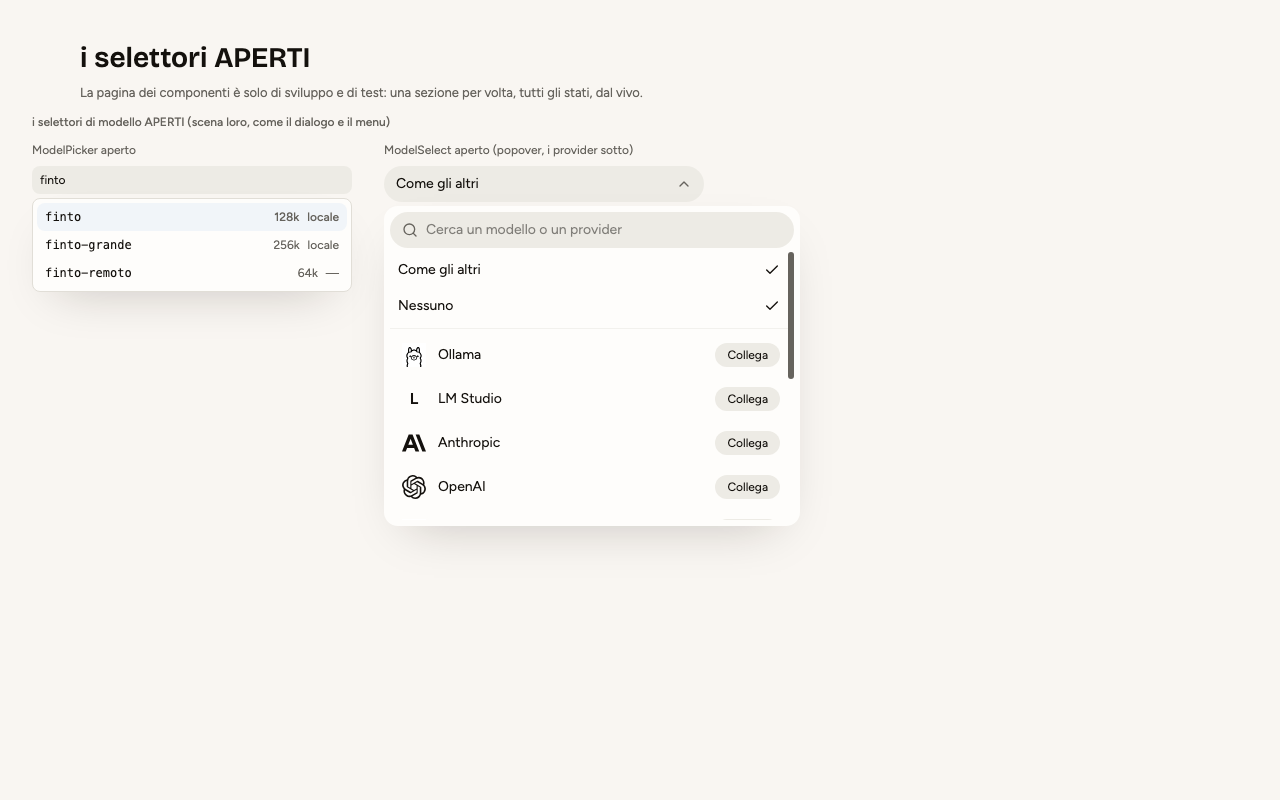 i selettori APERTI
La pagina dei componenti è solo di sviluppo e di test: una sezione per volta, tutti gli stati, dal vivo.
i selettori di modello APERTI (scena loro, come il dialogo e il menu)
ModelPicker aperto
finto
finto 128k locale
finto-grande 256k locale
finto-remoto 64k —
ModelSelect aperto (popover, i provider sotto)
Come gli altri
Cerca un modello o un provider
Come gli altri
Nessuno
Ollama Collega
L LM Studio Collega
Anthropic Collega
OpenAI Collega